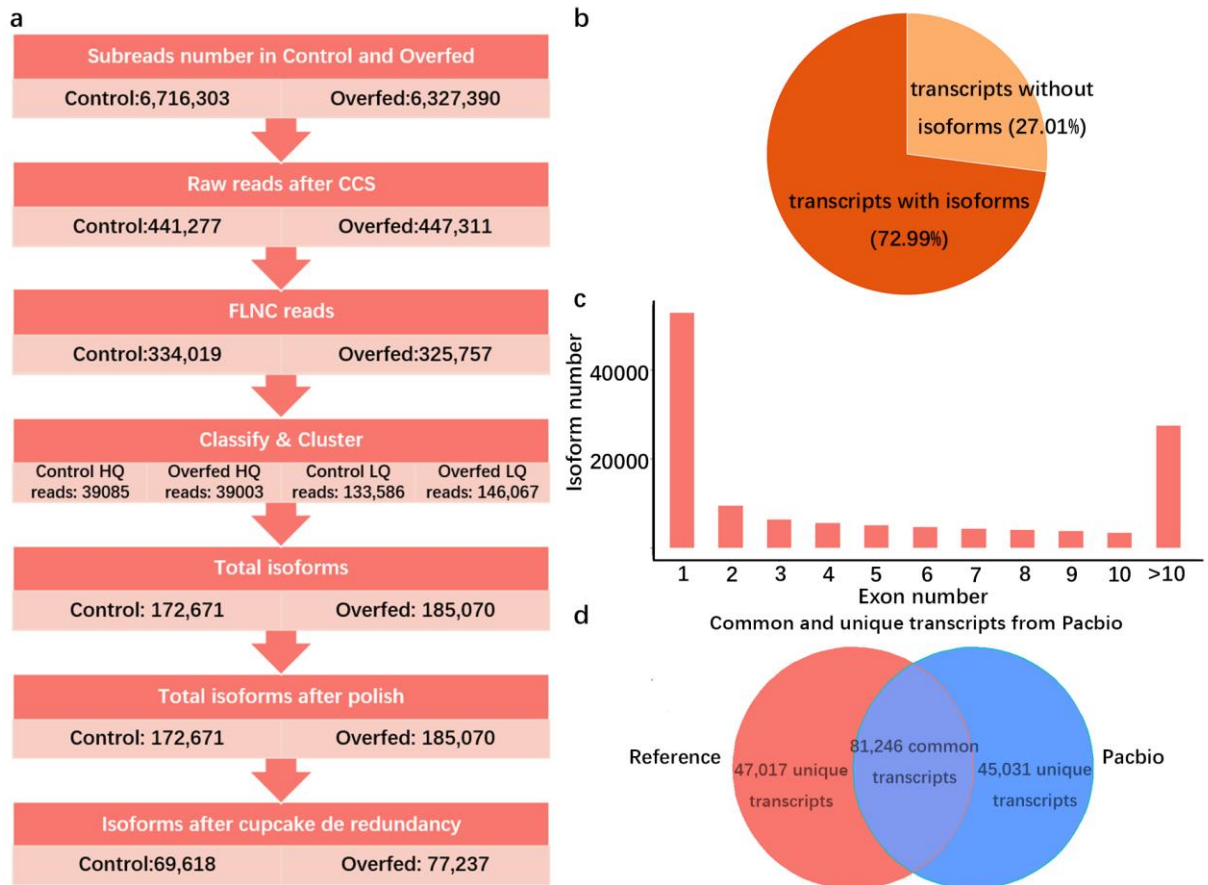 a
Subreads number in Control and Overfed
Control:6,716,303 Overfed:6,327,390
Raw reads after CCS
Control:441,277 Overfed:447,311
FLNC reads
Control:334,019 Overfed:325,757
Classify & Cluster
Control HQ
reads: 39085
Overfed HQ
reads: 39003
Control LQ
reads: 133,586
Overfed LQ
reads: 146,067
Total isoforms
Control: 172,671 Overfed: 185,070
Total isoforms after polish
Control: 172,671 Overfed: 185,070
Isoforms after cupcake de redundancy
Control:69,618 Overfed: 77,237
b
transcripts without
isoforms (27.01%)
transcripts with isoforms
(72.99%)
c
Isoform number
40000
20000
1 2 3 4 5 6 7 8 9 10 >10
Exon number
d
Common and unique transcripts from Pacbio
Reference
47,017 unique
transcripts
81,246 common
transcripts
45,031 unique
transcripts
Pacbio